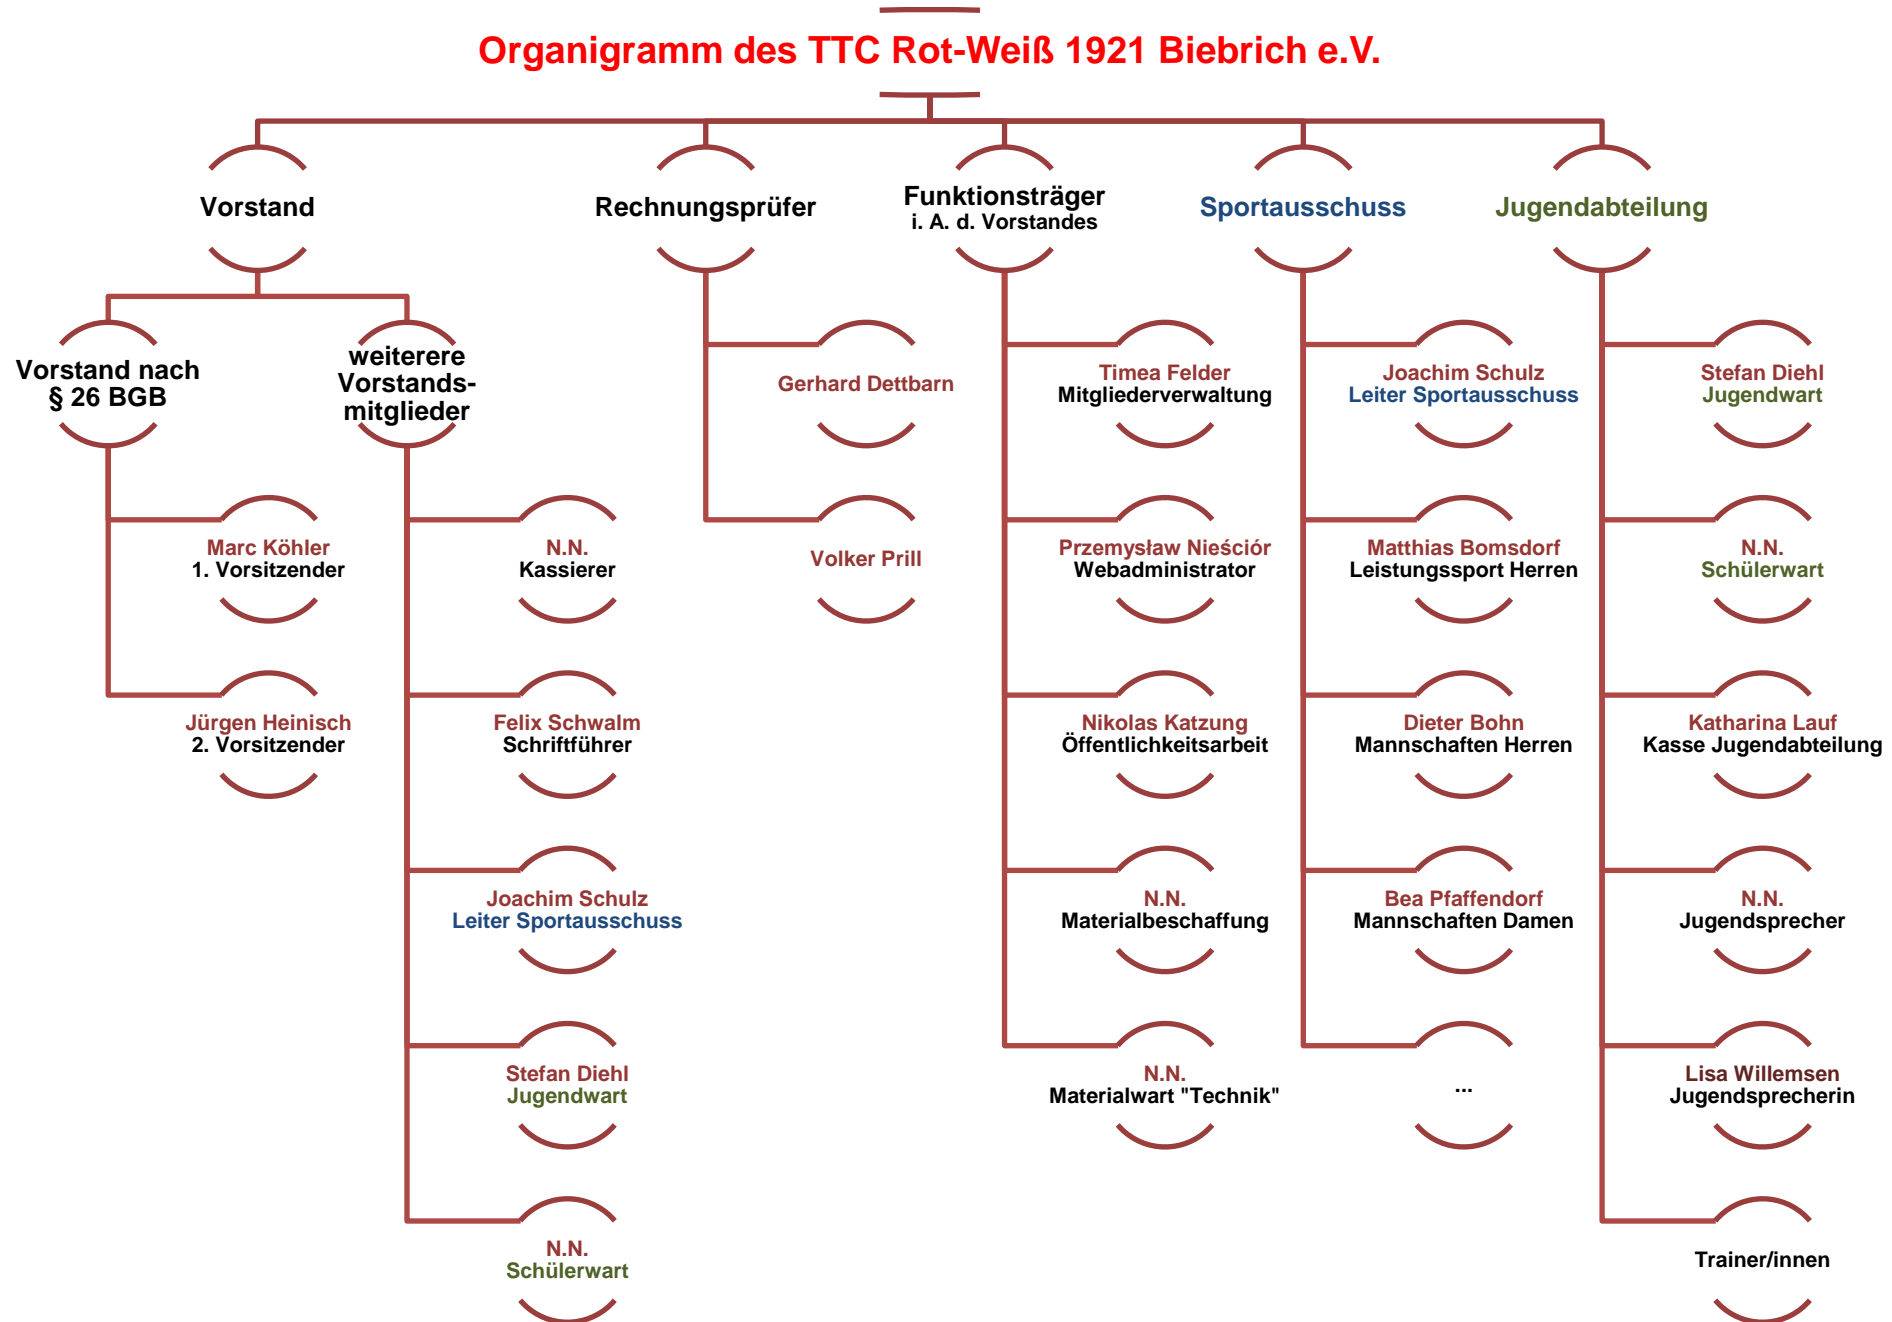 Organigramm des TTC Rot-Weiß 1921 Biebrich e.V.
Vorstand
Rechnungsprüfer
Funktionsträger
i. A. d. Vorstandes
Sportausschuss
Jugendabteilung
Vorstand nach
§ 26 BGB
weiterere
Vorstands-
mitglieder
Marc Köhler
1. Vorsitzender
Jürgen Heinisch
2. Vorsitzender
N.N.
Kassierer
Felix Schwalm
Schriftführer
Joachim Schulz
Leiter Sportausschuss
Stefan Diehl
Jugendwart
N.N.
Schülerwart
Gerhard Dettbarn
Volker Prill
Timea Felder
Mitgliederverwaltung
Przemysław Nieściór
Webadministrator
Nikolas Katzung
Öffentlichkeitsarbeit
N.N.
Materialbeschaffung
N.N.
Materialwart "Technik"
Joachim Schulz
Leiter Sportausschuss
Matthias Bomsdorf
Leistungssport Herren
Dieter Bohn
Mannschaften Herren
Bea Pfaffendorf
Mannschaften Damen
...
Stefan Diehl
Jugendwart
N.N.
Schülerwart
Katharina Lauf
Kasse Jugendabteilung
N.N.
Jugendsprecher
Lisa Willemsen
Jugendsprecherin
Trainer/innen